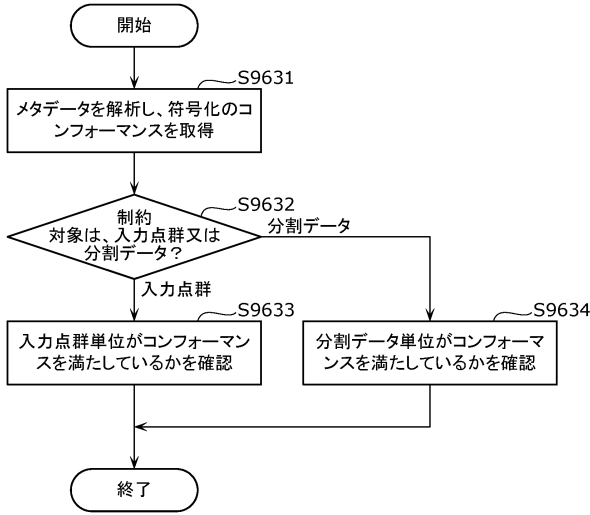 開始
S9631
メタデータを解析し、符号化のコ
ンフォーマンスを取得
S9632
制約
対象は、入力点群又は
分割データ？
分割データ
入力点群
S9633
入力点群単位がコンフォーマン
スを満たしているかを確認
S9634
分割データ単位がコンフォーマ
ンスを満たしているかを確認
終了